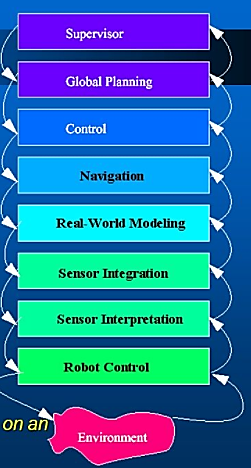 Supervisor
Global Planning
Control
Navigation
Real-World Modeling
Sensor Integration
Sensor Interpretation
Robot Control
on an
Environment